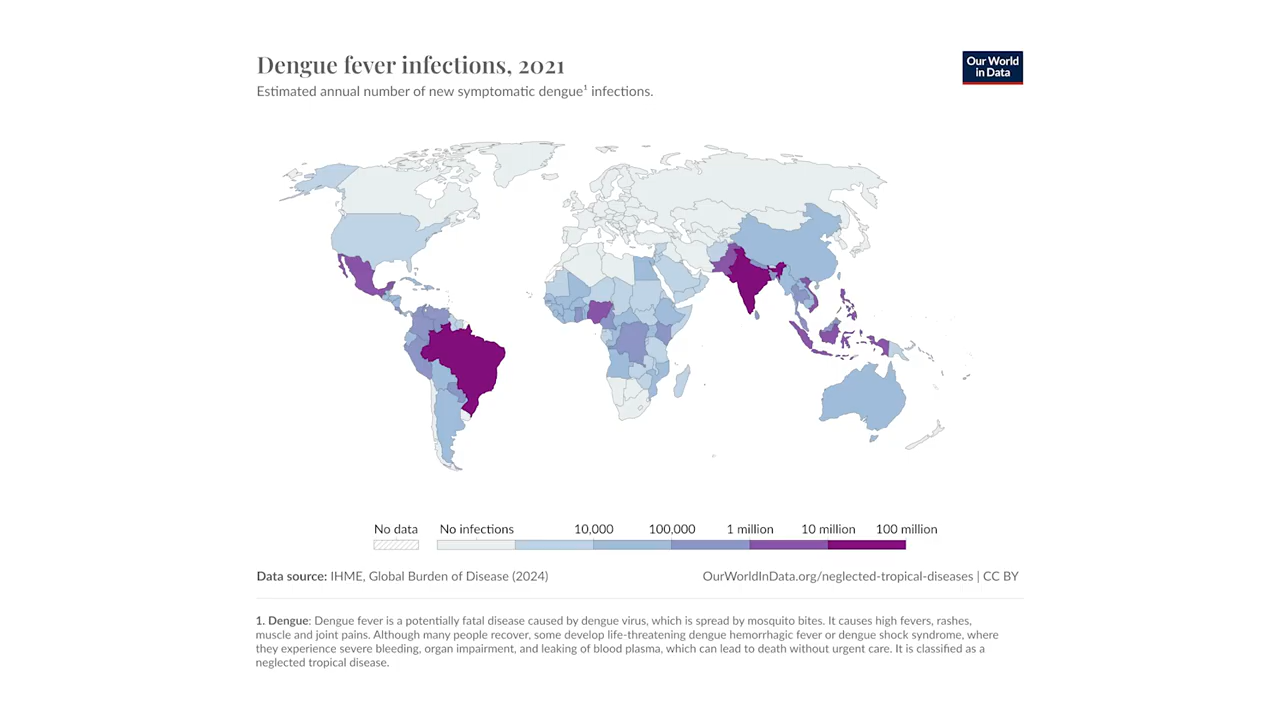 Dengue fever infections, 2021
Our World
in Data
Estimated annual number of new symptomatic dengue¹ infections.
No data
No infections
10,000
100,000
1 million
10 million
100 million
Data source: IHME, Global Burden of Disease (2024)
OurWorldInData.org/neglected-tropical-diseases | CC BY
1. Dengue: Dengue fever is a potentially fatal disease caused by dengue virus, which is spread by mosquito bites. It causes high fevers, rashes,
muscle and joint pains. Although many people recover, some develop life-threatening dengue hemorrhagic fever or dengue shock syndrome, where
they experience severe bleeding, organ impairment, and leaking of blood plasma, which can lead to death without urgent care. It is classified as a
neglected tropical disease.